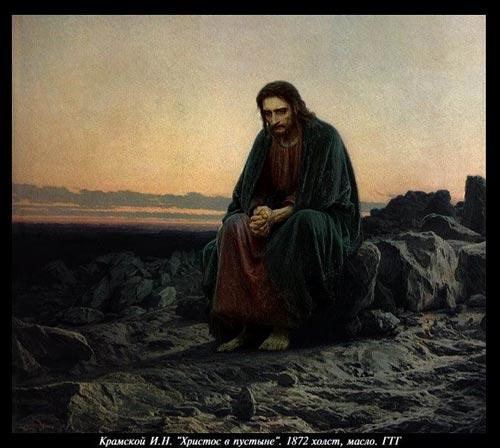 Крамской И.Н. "Христос в пустыне". 1872 холст, масло. ГТГ